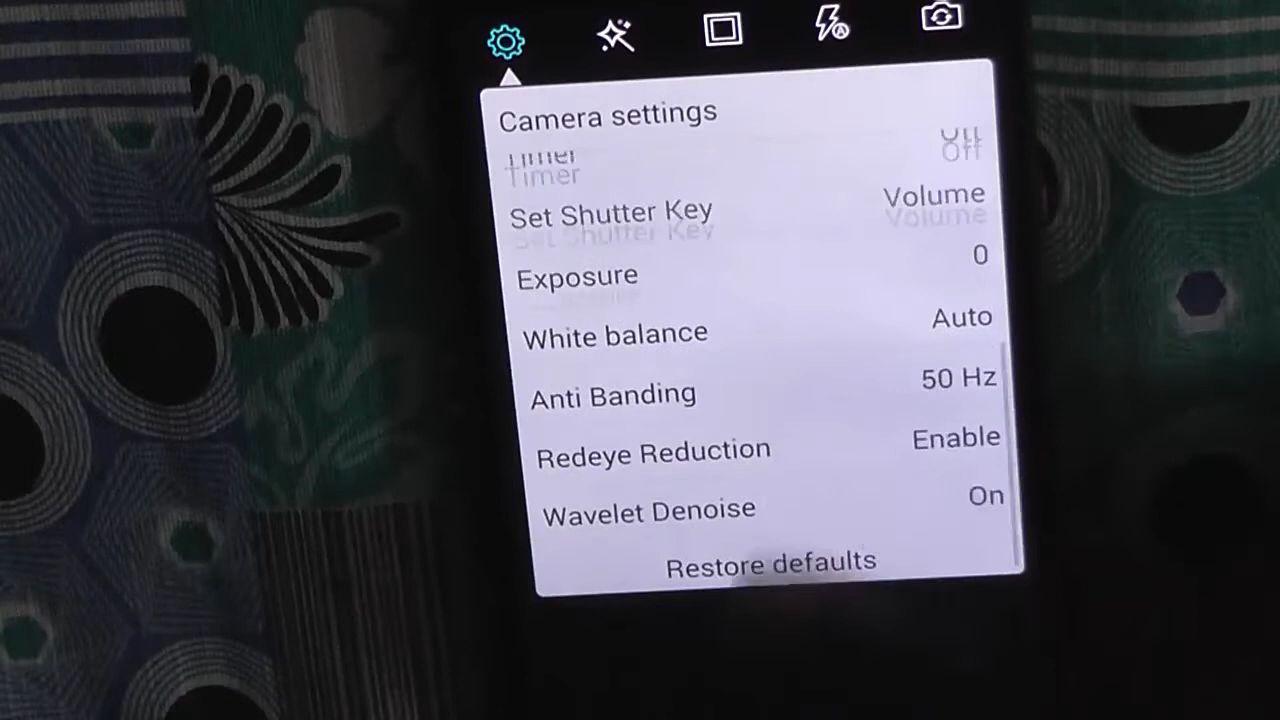 Camera settings
Timer Off
Set Shutter Key Volume
Exposure 0
White balance Auto
Anti Banding 50 Hz
Redeye Reduction Enable
Wavelet Denoise On
Restore defaults